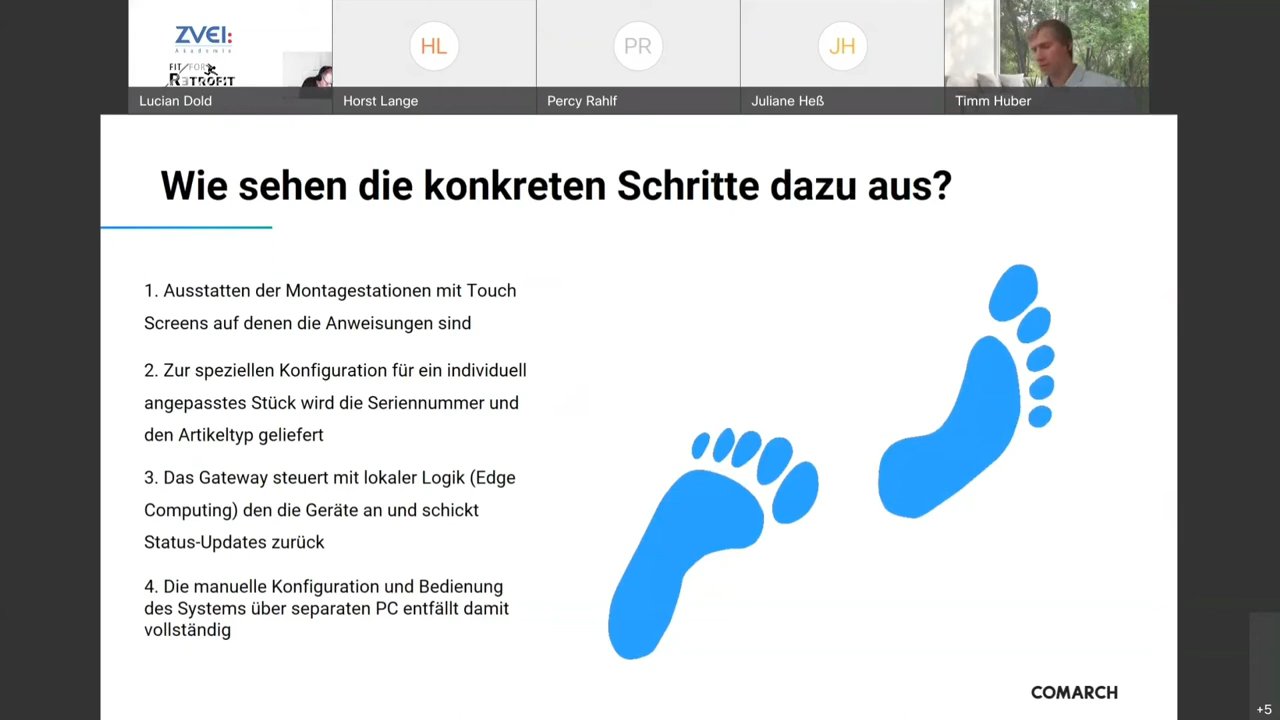 ZVEI:
Akademie
FIT FOR
RETROFIT
HL
PR
JH
Lucian Dold
Horst Lange
Percy Rahlf
Juliane Heß
Timm Huber
Wie sehen die konkreten Schritte dazu aus?
1. Ausstatten der Montagestationen mit Touch
Screens auf denen die Anweisungen sind
2. Zur speziellen Konfiguration für ein individuell
angepasstes Stück wird die Seriennummer und
den Artikeltyp geliefert
3. Das Gateway steuert mit lokaler Logik (Edge
Computing) den die Geräte an und schickt
Status-Updates zurück
4. Die manuelle Konfiguration und Bedienung
des Systems über separaten PC entfällt damit
vollständig
COMARCH
+5